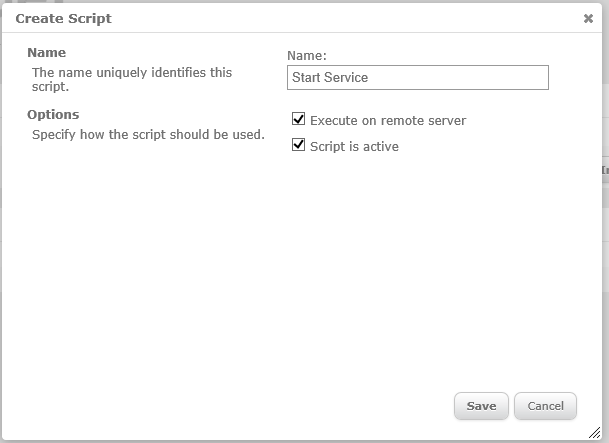 Create Script
Name
The name uniquely identifies this
script.
Name:
Start Service
Options
Specify how the script should be used.
Execute on remote server
Script is active
Save
Cancel